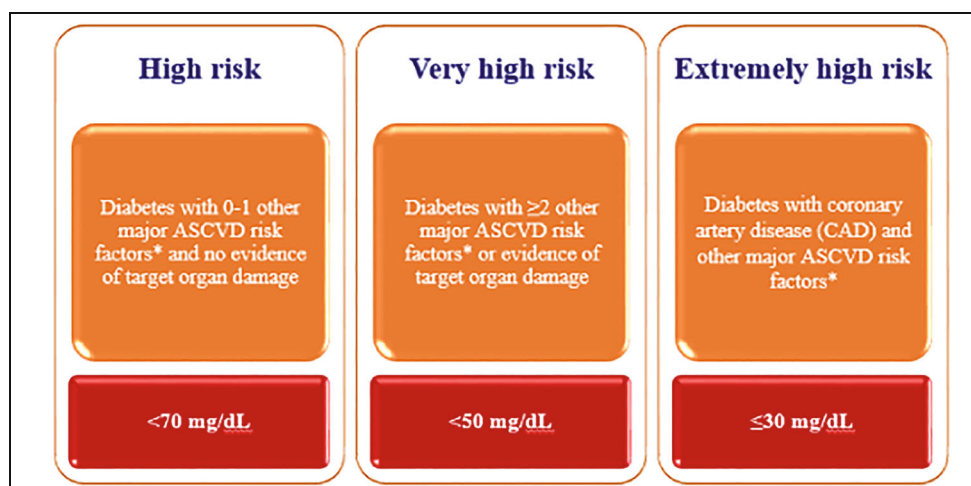 High risk
Diabetes with 0-1 other
major ASCVD risk
factors* and no evidence
of target organ damage
<70 mg/dL
Very high risk
Diabetes with ≥2 other
major ASCVD risk
factors* or evidence of
target organ damage
<50 mg/dL
Extremely high risk
Diabetes with coronary
artery disease (CAD) and
other major ASCVD risk
factors*
≤30 mg/dL